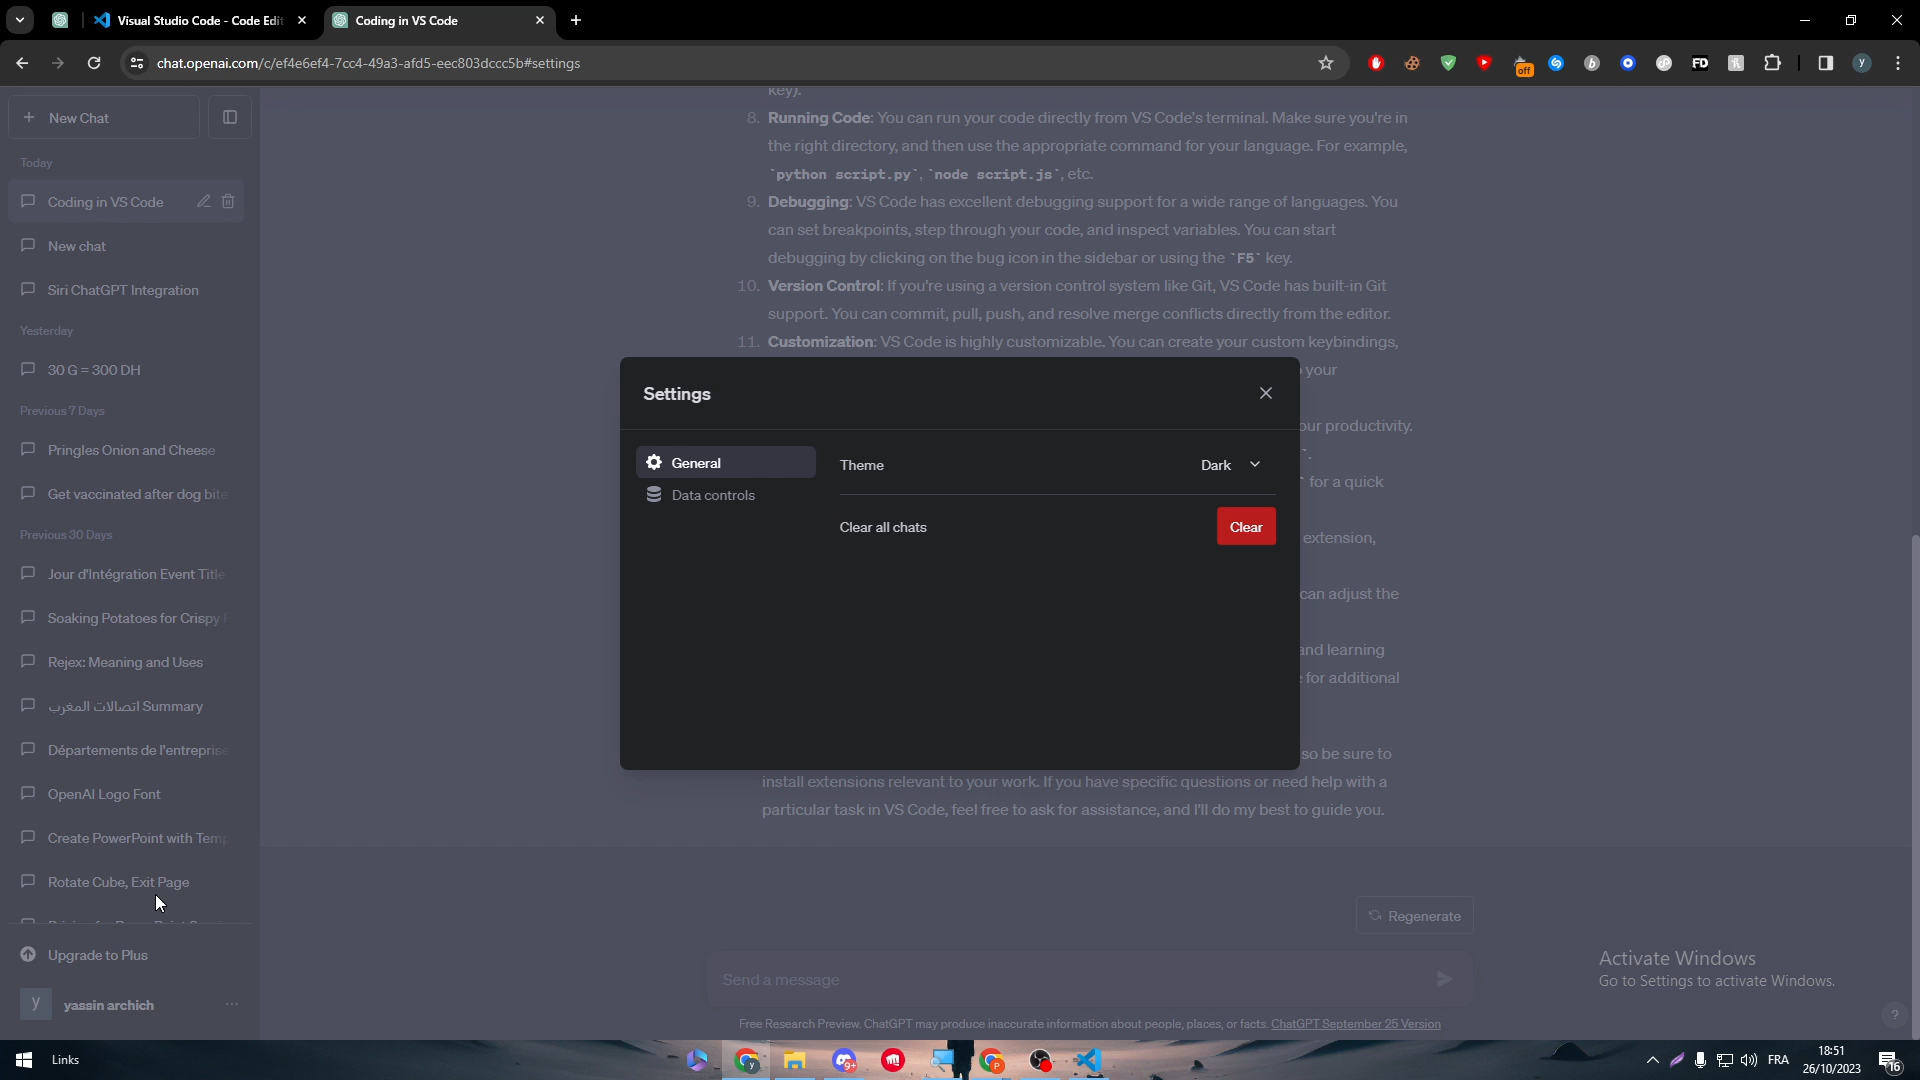 Visual Studio Code - Code Edit
Coding in VS Code
chat.openai.com/c/ef4e6ef4-7cc4-49a3-afd5-eec803dccc5b#settings
off
FD
y
New Chat
Today
Coding in VS Code
New chat
Siri ChatGPT Integration
Yesterday
30 G = 300 DH
Previous 7 Days
Pringles Onion and Cheese
Get vaccinated after dog bite
Previous 30 Days
Jour d'Intégration Event Title
Soaking Potatoes for Crispy
Rejex: Meaning and Uses
اتصالات المغرب Summary
Départements de l'entreprise
OpenAI Logo Font
Create PowerPoint with Temp
Rotate Cube, Exit Page
Upgrade to Plus
y
yassin archich
key).
8. Running Code: You can run your code directly from VS Code's terminal. Make sure you're in
the right directory, and then use the appropriate command for your language. For example,
`python script.py`, `node script.js`, etc.
9. Debugging: VS Code has excellent debugging support for a wide range of languages. You
can set breakpoints, step through your code, and inspect variables. You can start
debugging by clicking on the bug icon in the sidebar or using the `F5` key.
10. Version Control: If you're using a version control system like Git, VS Code has built-in Git
support. You can commit, pull, push, and resolve merge conflicts directly from the editor.
11. Customization: VS Code is highly customizable. You can create your custom keybindings,
your
our productivity.
`.
` for a quick
extension,
can adjust the
and learning
for additional
so be sure to
install extensions relevant to your work. If you have specific questions or need help with a
particular task in VS Code, feel free to ask for assistance, and I'll do my best to guide you.
Settings
General
Data controls
Theme
Dark
Clear all chats
Clear
Regenerate
Send a message
Free Research Preview. ChatGPT may produce inaccurate information about people, places, or facts. ChatGPT September 25 Version
Activate Windows
Go to Settings to activate Windows.
?
Links
FRA
18:51
26/10/2023
16